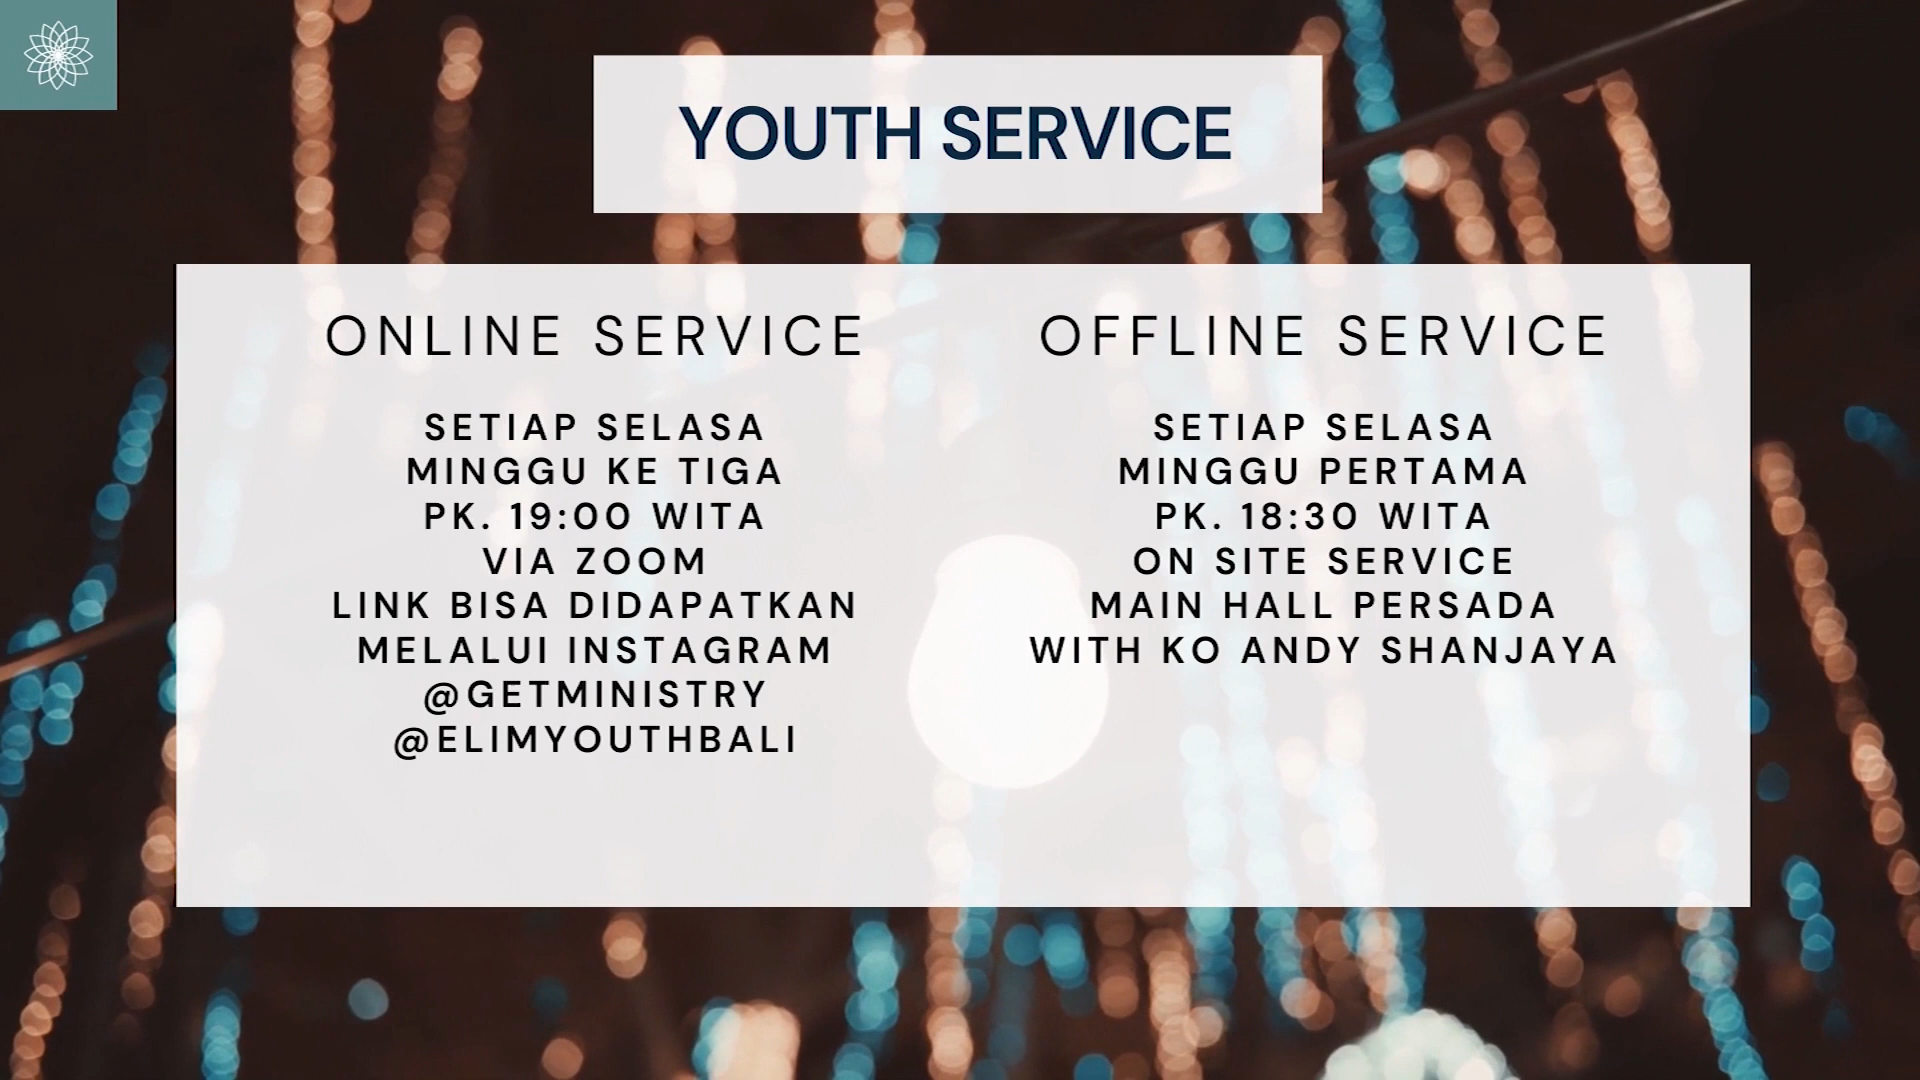 YOUTH SERVICE
ONLINE SERVICE
SETIAP SELASA
MINGGU KE TIGA
PK. 19:00 WITA
VIA ZOOM
LINK BISA DIDAPATKAN
MELALUI INSTAGRAM
@GETMINISTRY
@ELIMYOUTHBALI
OFFLINE SERVICE
SETIAP SELASA
MINGGU PERTAMA
PK. 18:30 WITA
ON SITE SERVICE
MAIN HALL PERSADA
WITH KO ANDY SHANJAYA